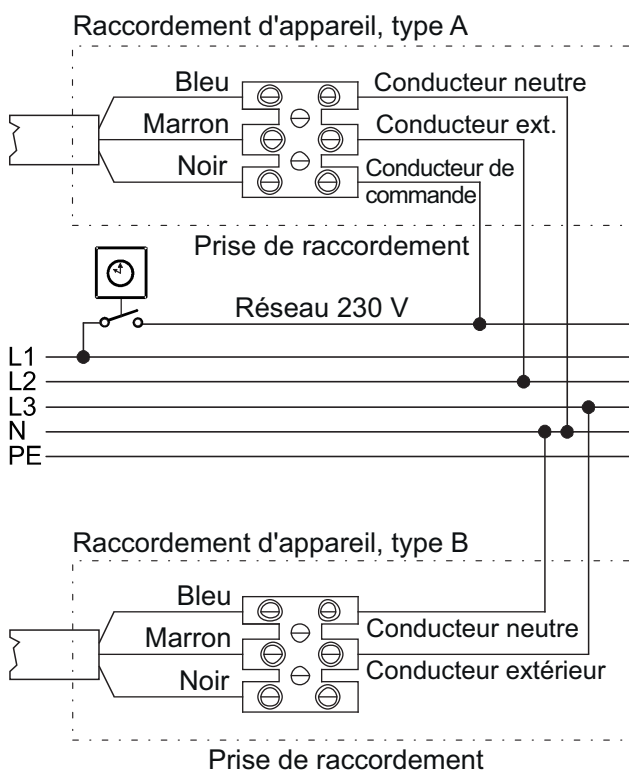 Raccordement d'appareil, type A
Bleu
Conducteur neutre
Marron
Conducteur ext.
Noir
Conducteur de
commande
Prise de raccordement
Réseau 230 V
L1
L2
L3
N
PE
Raccordement d'appareil, type B
Bleu
Conducteur neutre
Marron
Conducteur extérieur
Noir
Prise de raccordement